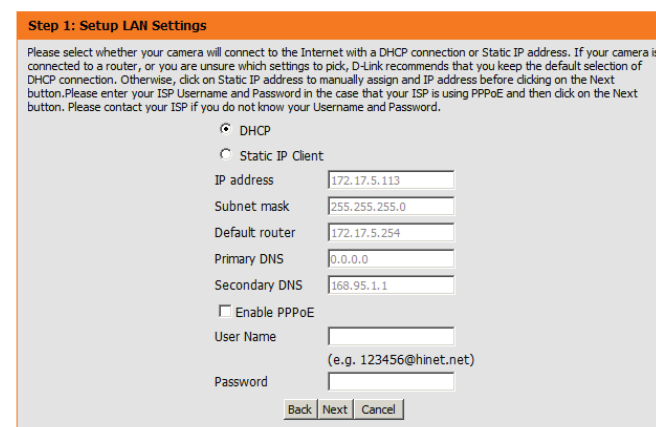 Step 1: Setup LAN Settings
Please select whether your camera will connect to the Internet with a DHCP connection or Static IP address. If your camera is
connected to a router, or you are unsure which settings to pick, D-Link recommends that you keep the default selection of
DHCP connection. Otherwise, click on Static IP address to manually assign and IP address before clicking on the Next
button.Please enter your ISP Username and Password in the case that your ISP is using PPPoE and then click on the Next
button. Please contact your ISP if you do not know your Username and Password.
DHCP
Static IP Client
IP address 172.17.5.113
Subnet mask 255.255.255.0
Default router 172.17.5.254
Primary DNS 0.0.0.0
Secondary DNS 168.95.1.1
Enable PPPoE
User Name
(e.g. 123456@hinet.net)
Password
Back Next Cancel